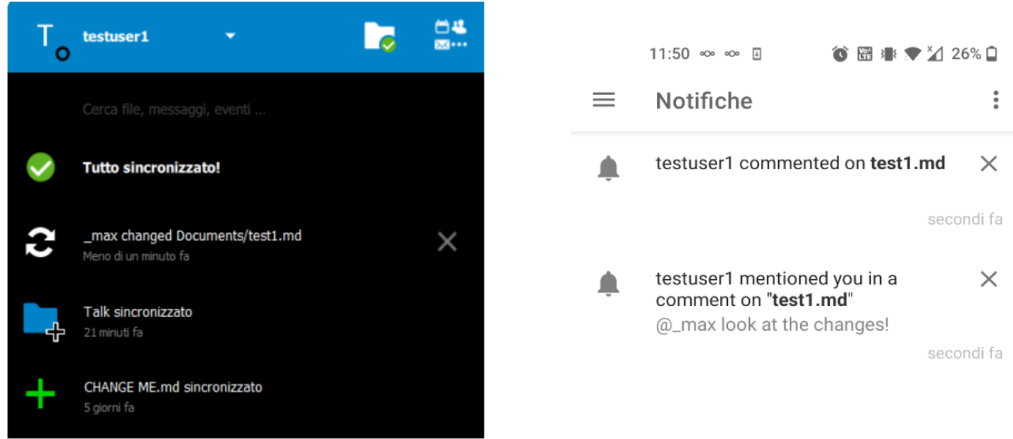 T
testuser1
Cerca file, messaggi, eventi ...
Tutto sincronizzato!
_max changed Documents/test1.md
Meno di un minuto fa
Talk sincronizzato
21 minuti fa
CHANGE ME.md sincronizzato
5 giorni fa
11:50
26%
Notifiche
testuser1 commented on test1.md
secondi fa
testuser1 mentioned you in a
comment on "test1.md"
@_max look at the changes!
secondi fa